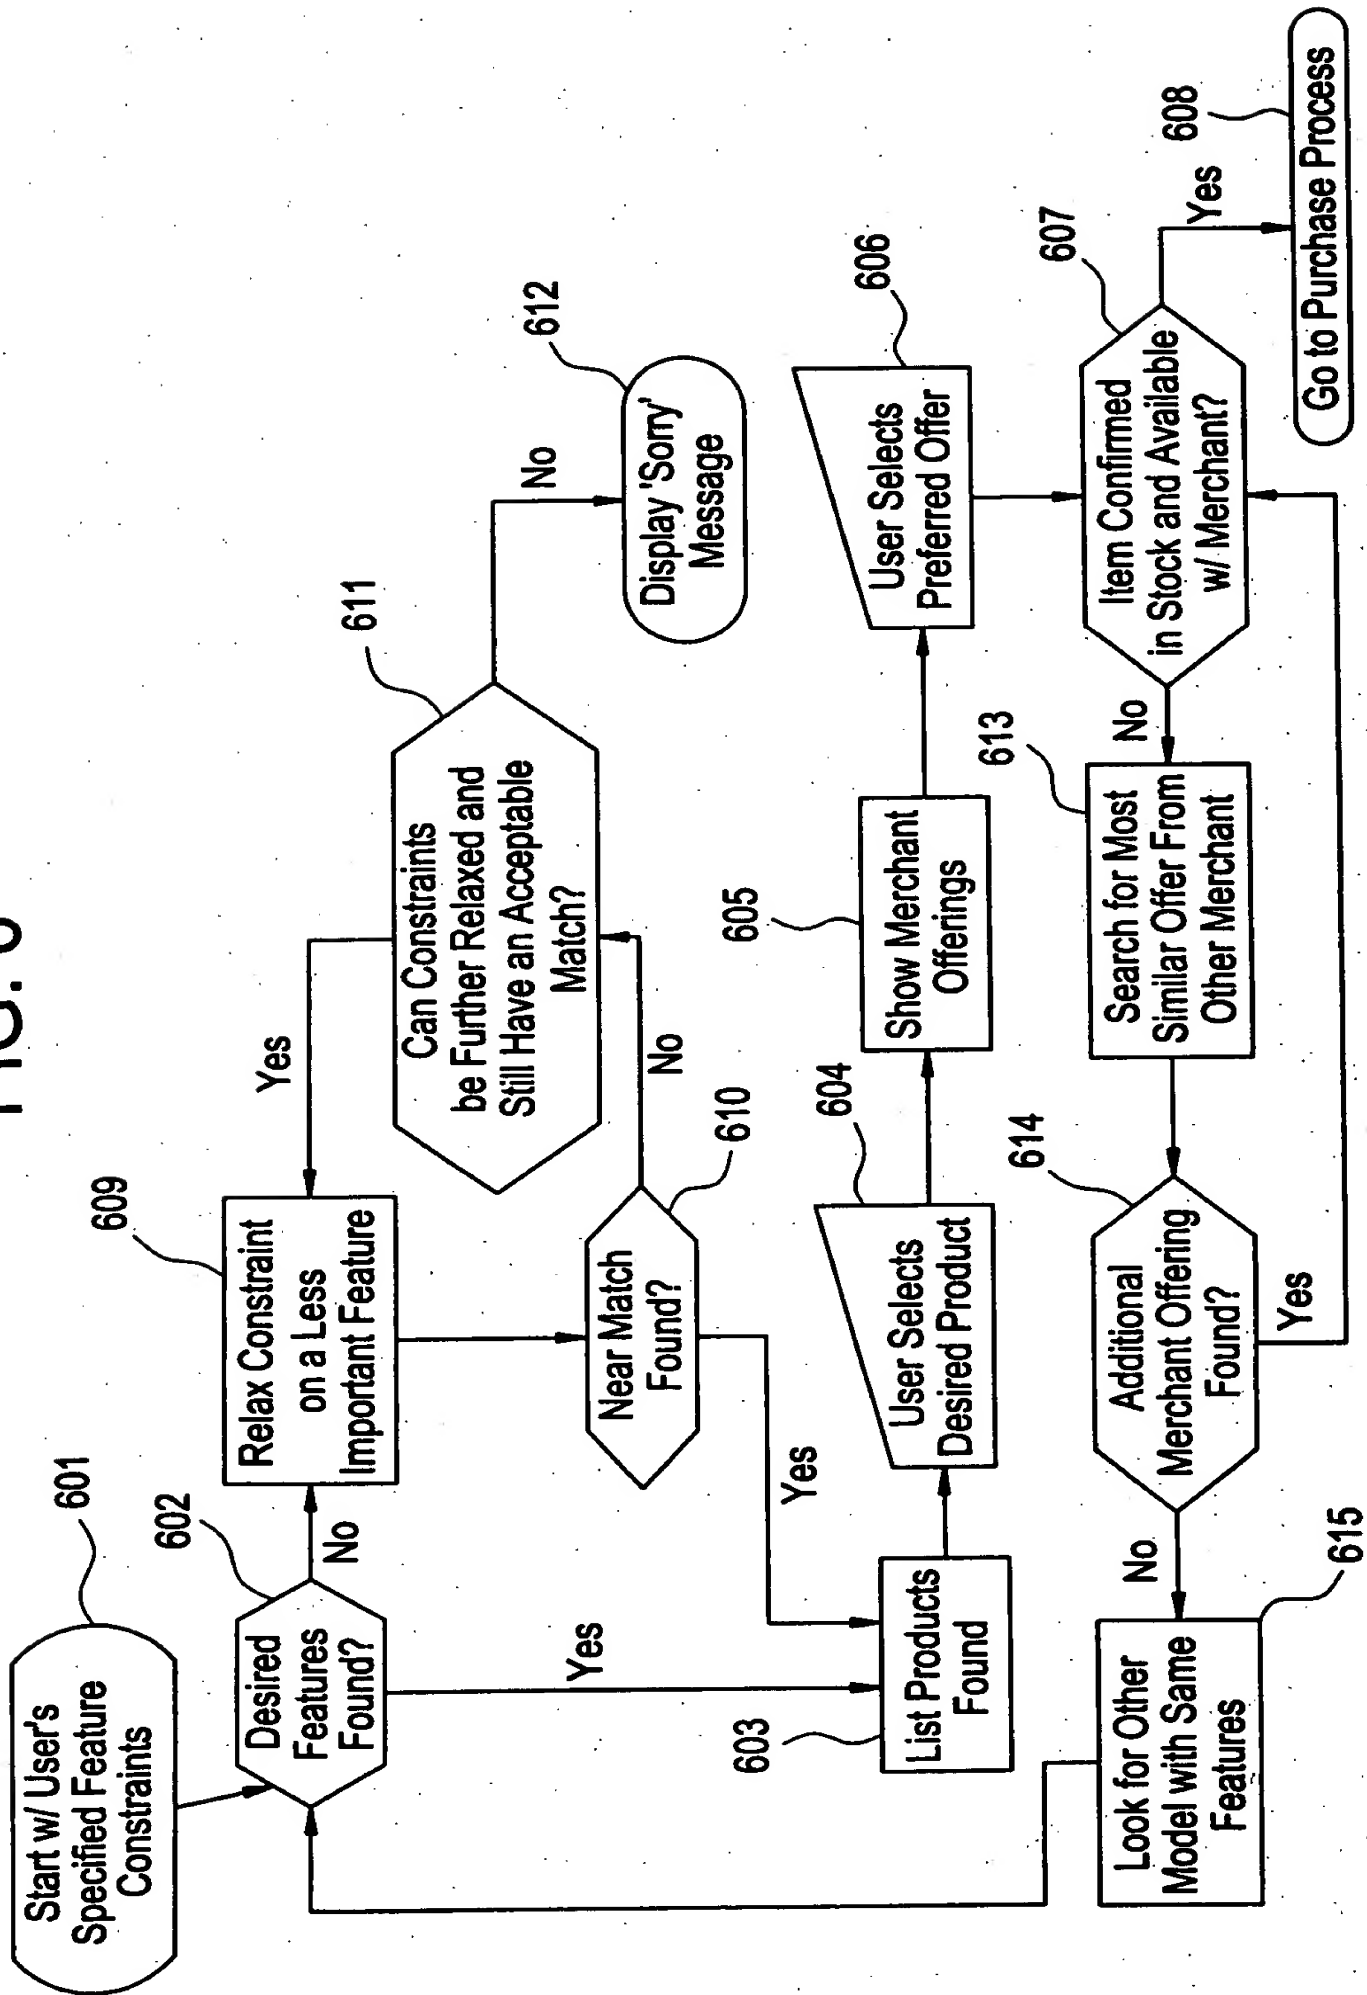 FIG. 6
601
Start w/ User's
Specified Feature
Constraints
602
Desired
Features
Found?
No
Yes
609
Relax Constraint
on a Less
Important Feature
Yes
611
Can Constraints
be Further Relaxed and
Still Have an Acceptable
Match?
No
612
Display 'Sorry'
Message
Near Match
Found?
610
No
Yes
603
List Products
Found
604
User Selects
Desired Product
605
Show Merchant
Offerings
606
User Selects
Preferred Offer
607
Item Confirmed
in Stock and Available
w/ Merchant?
Yes
608
Go to Purchase Process
No
613
Search for Most
Similar Offer From
Other Merchant
614
Additional
Merchant Offering
Found?
Yes
No
615
Look for Other
Model with Same
Features